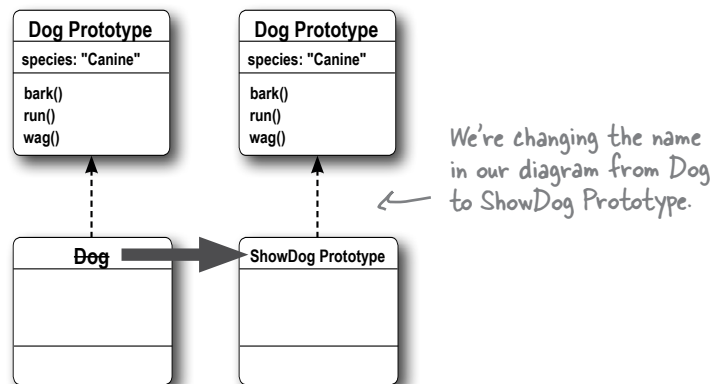 Dog Prototype
species: "Canine"
bark()
run()
wag()
Dog
Dog Prototype
species: "Canine"
bark()
run()
wag()
ShowDog Prototype
We're changing the name
in our diagram from Dog
to ShowDog Prototype.